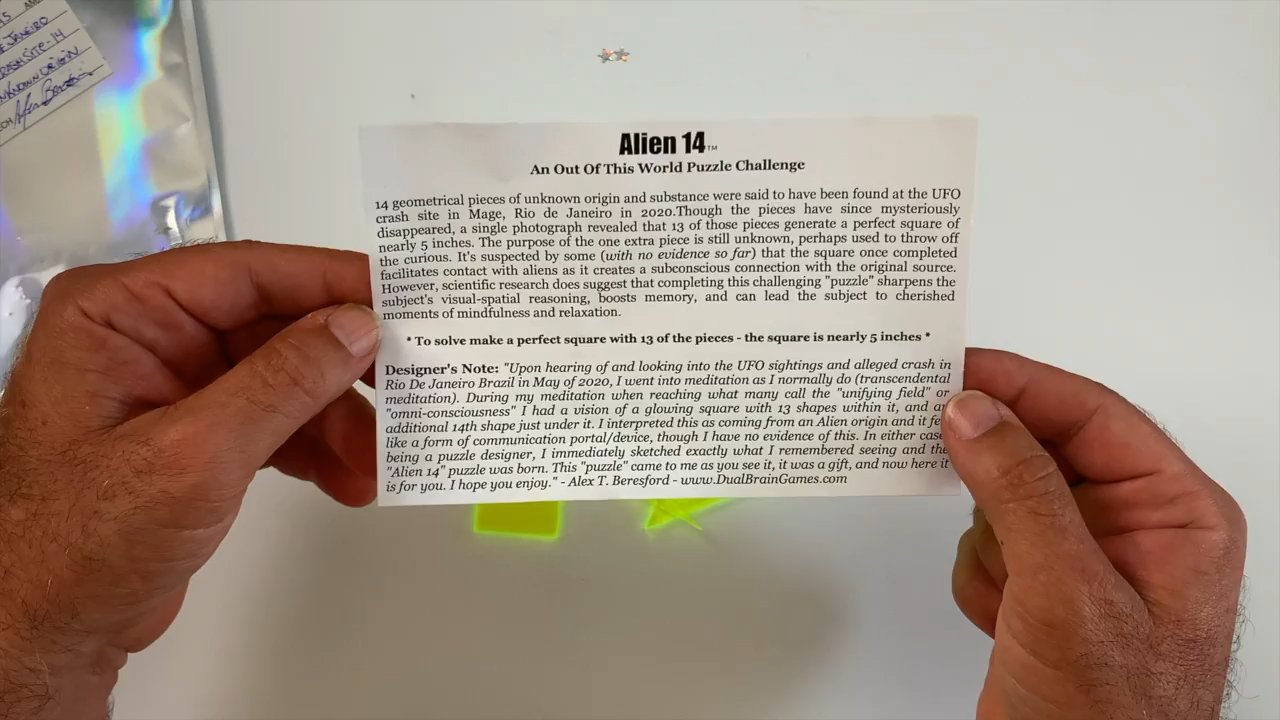 JANEIRO
SITE-14
UNKNOWN ORIGIN
Alien 14™
An Out Of This World Puzzle Challenge
14 geometrical pieces of unknown origin and substance were said to have been found at the UFO
crash site in Mage, Rio de Janeiro in 2020.Though the pieces have since mysteriously
disappeared, a single photograph revealed that 13 of those pieces generate a perfect square of
nearly 5 inches. The purpose of the one extra piece is still unknown, perhaps used to throw off
the curious. It's suspected by some (with no evidence so far) that the square once completed
facilitates contact with aliens as it creates a subconscious connection with the original source.
However, scientific research does suggest that completing this challenging "puzzle" sharpens the
subject's visual-spatial reasoning, boosts memory, and can lead the subject to cherished
moments of mindfulness and relaxation.
* To solve make a perfect square with 13 of the pieces - the square is nearly 5 inches *
Designer's Note: "Upon hearing of and looking into the UFO sightings and alleged crash in
Rio De Janeiro Brazil in May of 2020, I went into meditation as I normally do (transcendental
meditation). During my meditation when reaching what many call the "unifying field" or
"omni-consciousness" I had a vision of a glowing square with 13 shapes within it, and an
additional 14th shape just under it. I interpreted this as coming from an Alien origin and it fe
like a form of communication portal/device, though I have no evidence of this. In either case
being a puzzle designer, I immediately sketched exactly what I remembered seeing and the
"Alien 14" puzzle was born. This "puzzle" came to me as you see it, it was a gift, and now here it
is for you. I hope you enjoy." - Alex T. Beresford - www.DualBrainGames.com